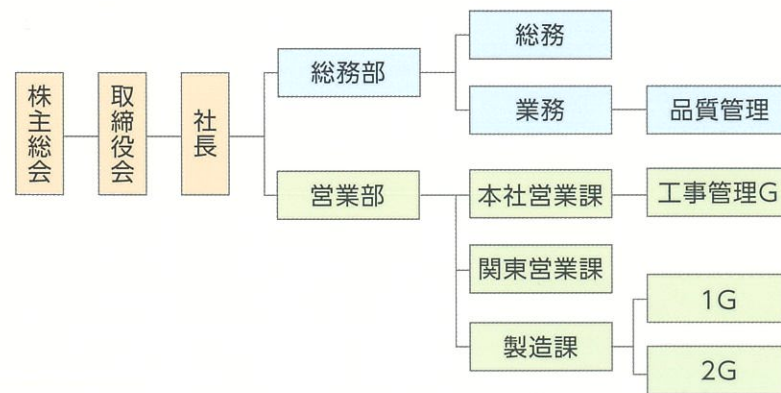 株主総会
取締役会
社長
総務部
総務
業務
品質管理
営業部
本社営業課
工事管理G
関東営業課
製造課
1G
2G